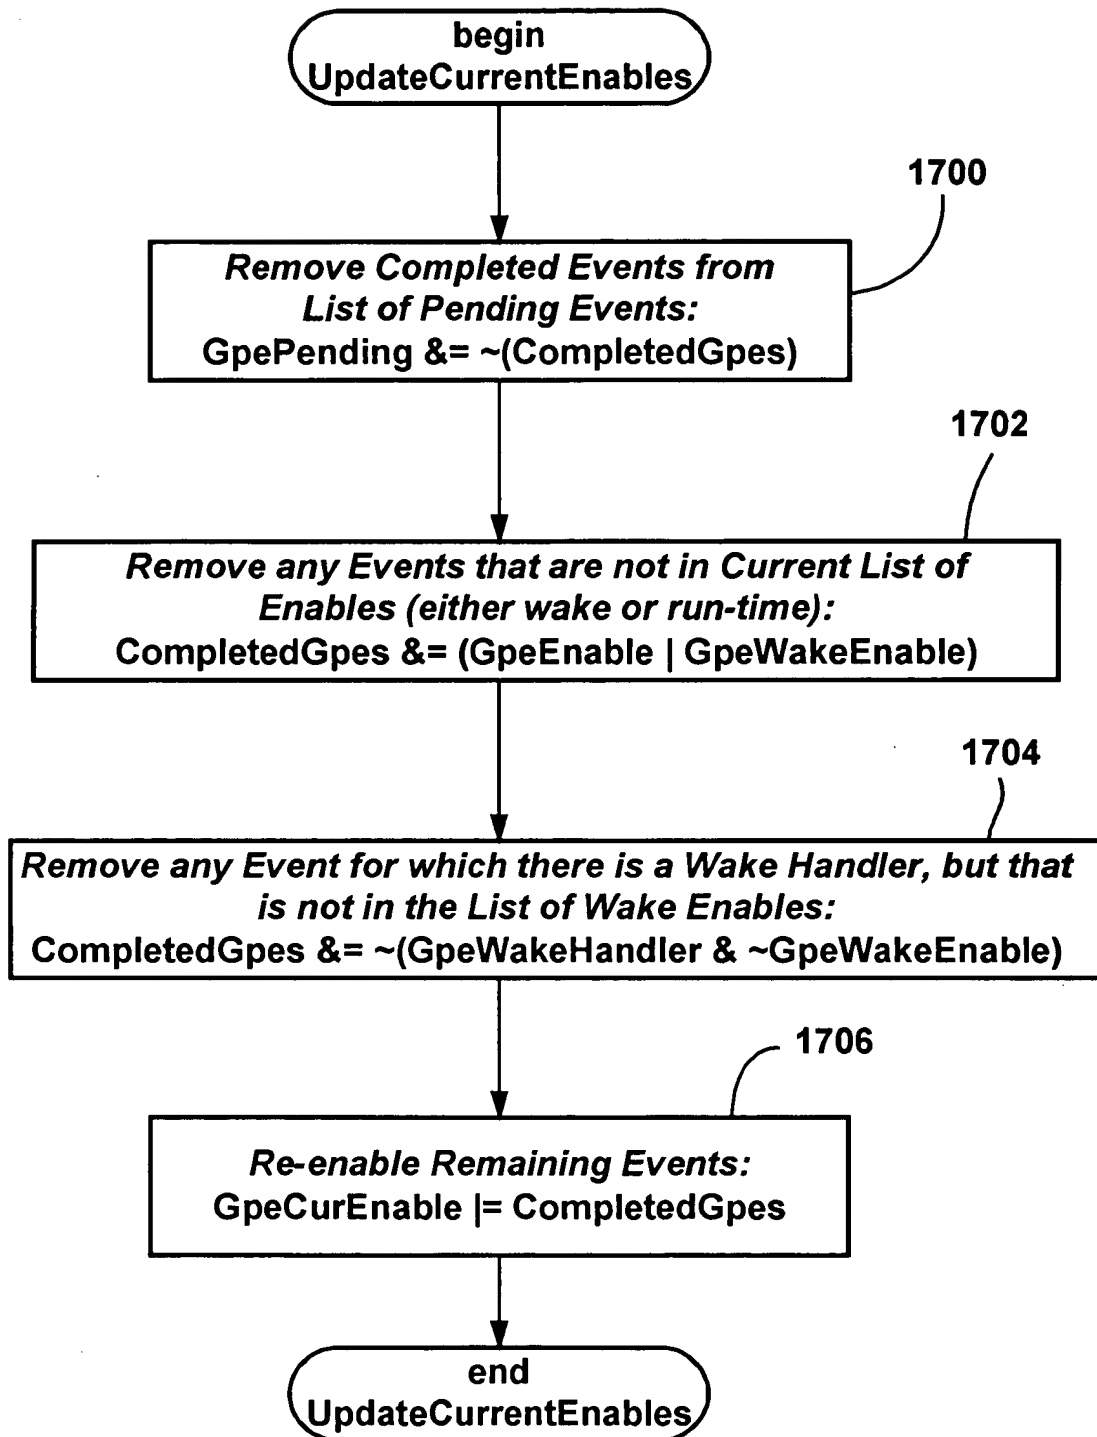 begin
UpdateCurrentEnables
1700
Remove Completed Events from
List of Pending Events:
GpePending &= ~(CompletedGpes)
1702
Remove any Events that are not in Current List of
Enables (either wake or run-time):
CompletedGpes &= (GpeEnable | GpeWakeEnable)
1704
Remove any Event for which there is a Wake Handler, but that
is not in the List of Wake Enables:
CompletedGpes &= ~(GpeWakeHandler & ~GpeWakeEnable)
1706
Re-enable Remaining Events:
GpeCurEnable |= CompletedGpes
end
UpdateCurrentEnables